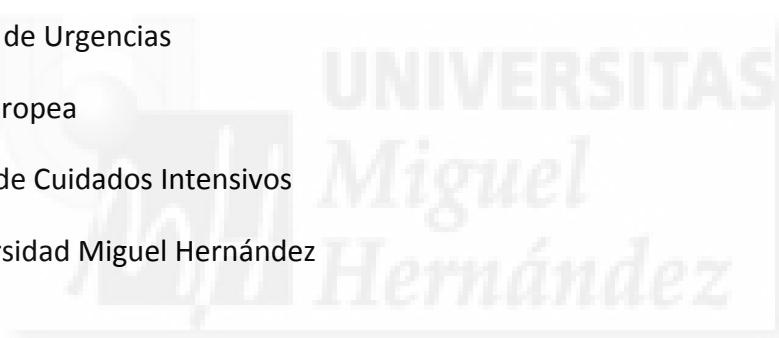 de Urgencias
ropea
de Cuidados Intensivos
rsidad Miguel Hernández
UNIVERSITAS
Miguel
Hernández